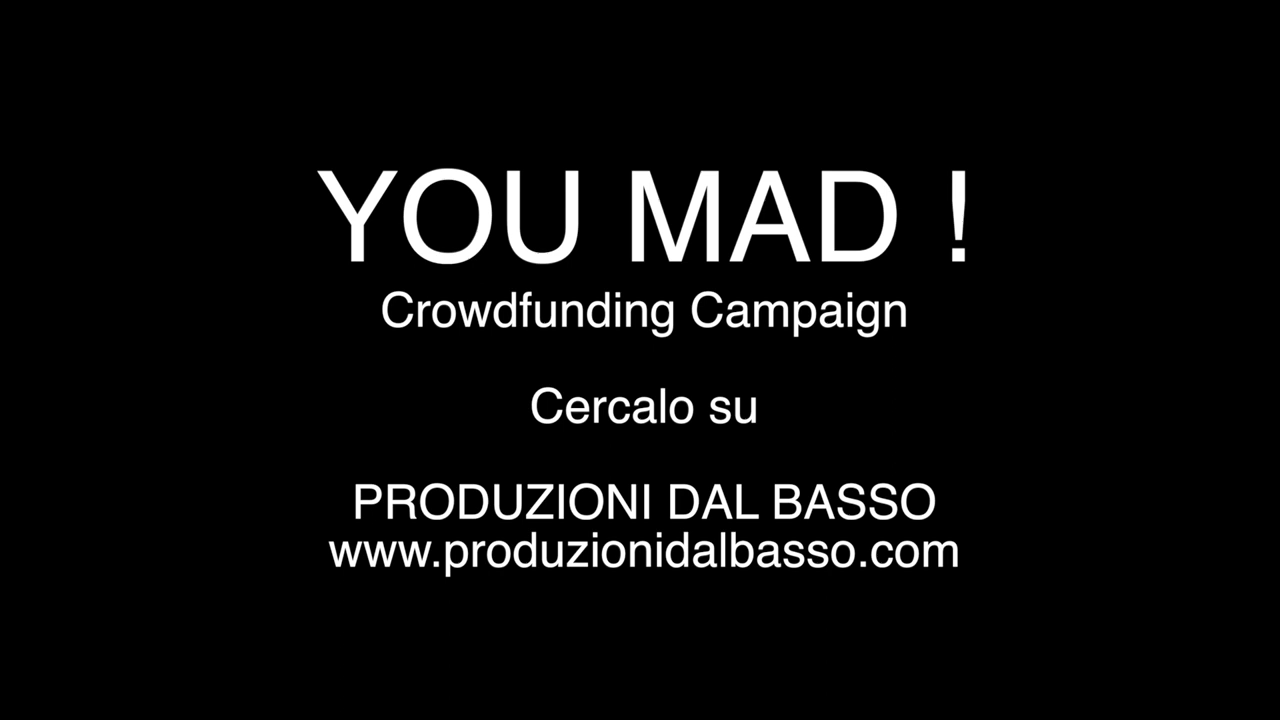 YOU MAD !
Crowdfunding Campaign
Cercalo su
PRODUZIONI DAL BASSO
www.produzionidalbasso.com